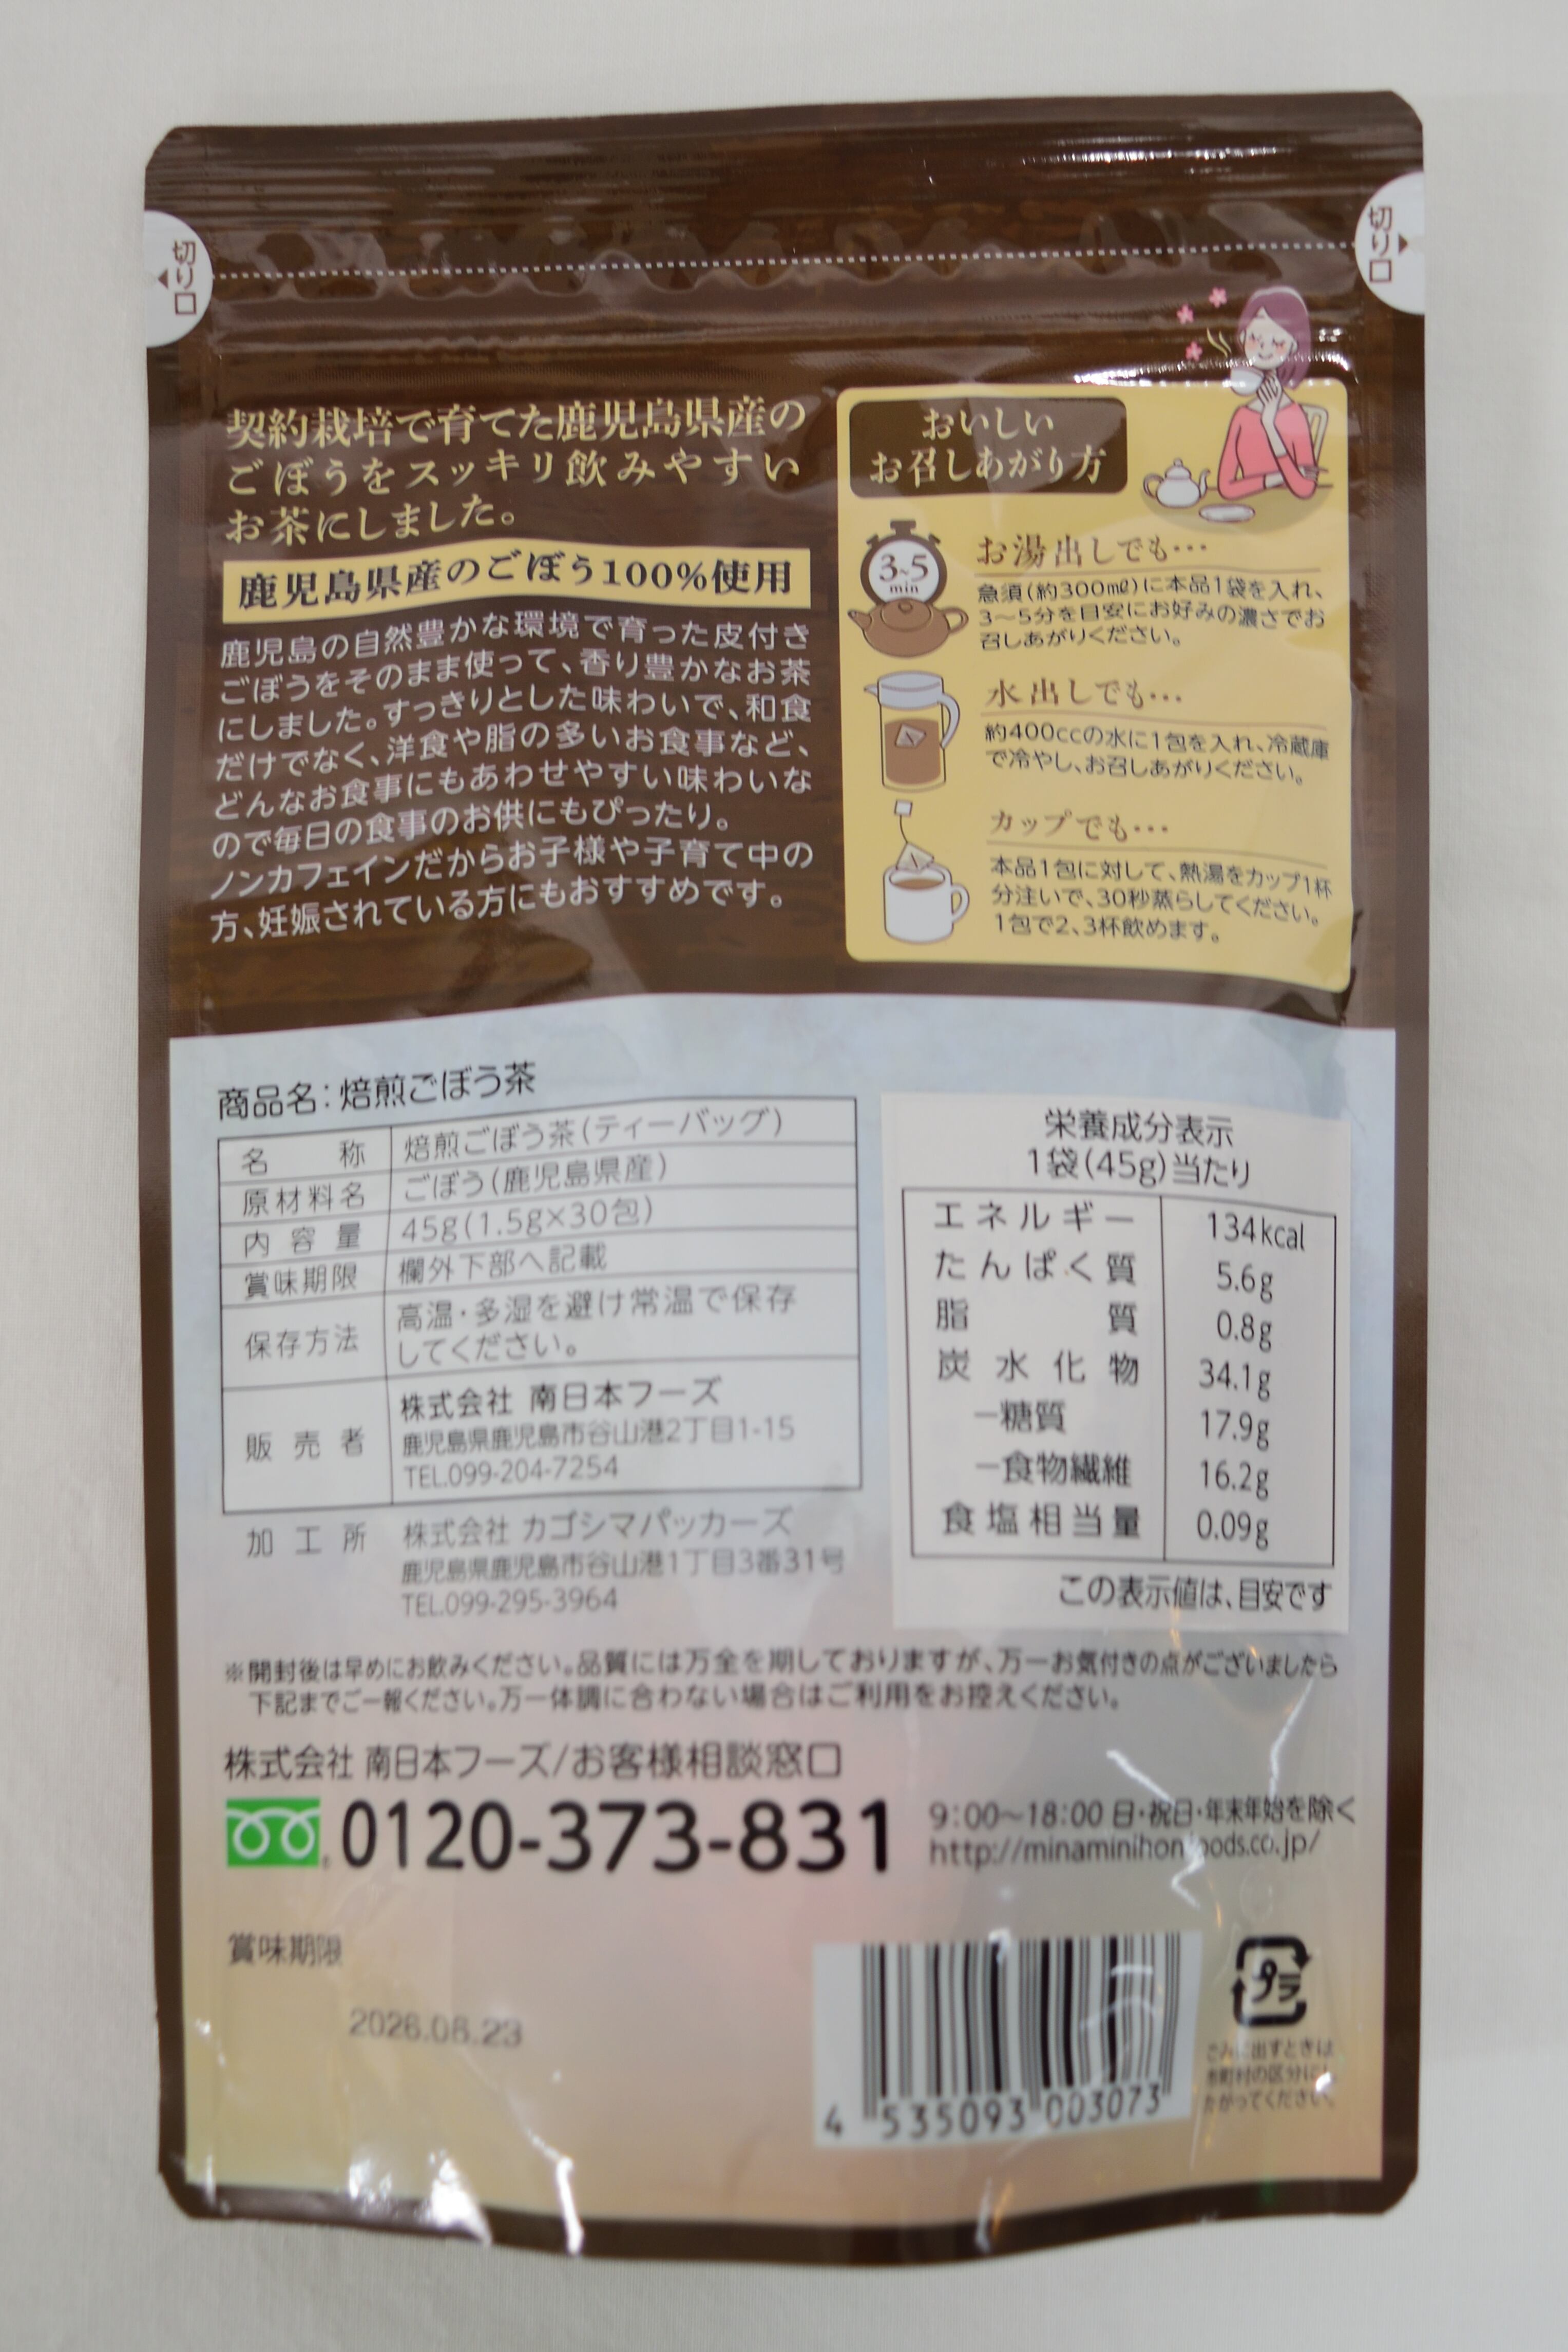 切り口
切り口
契約栽培で育てた鹿児島県産の
ごぼうをスッキリ飲みやすい
お茶にしました。
鹿児島県産のごぼう100%使用
鹿児島の自然豊かな環境で育った皮付き
ごぼうをそのまま使って、香り豊かなお茶
にしました。すっきりとした味わいで、和食
だけでなく、洋食や脂の多いお食事など、
どんなお食事にもあわせやすい味わいな
ので毎日の食事のお供にもぴったり。
ノンカフェインだからお子様や子育て中の
方、妊娠されている方にもおすすめです。
おいしい
お召しあがり方
3~5
min
お湯出しでも…
急須(約300㎖)に本品1袋を入れ、
3〜5分を目安にお好みの濃さでお
召しあがりください。
水出しでも…
約400ccの水に1包を入れ、冷蔵庫
で冷やし、お召しあがりください。
カップでも…
本品1包に対して、熱湯をカップ1杯
分注いで、30秒蒸らしてください。
1包で2、3杯飲めます。
商品名：焙煎ごぼう茶
名称 焙煎ごぼう茶(ティーバッグ)
原材料名 ごぼう(鹿児島県産)
内容量 45g(1.5g×30包)
賞味期限 欄外下部へ記載
保存方法 高温・多湿を避け常温で保存
してください。
販売者 株式会社 南日本フーズ
鹿児島県鹿児島市谷山港2丁目1-15
TEL.099-204-7254
加工所 株式会社 カゴシマパッカーズ
鹿児島県鹿児島市谷山港1丁目3番31号
TEL.099-295-3964
栄養成分表示
1袋(45g)当たり
エネルギー 134kcal
たんぱく質 5.6g
脂質 0.8g
炭水化物 34.1g
−糖質 17.9g
−食物繊維 16.2g
食塩相当量 0.09g
この表示値は、目安です
※開封後は早めにお飲みください。品質には万全を期しておりますが、万一お気付きの点がございましたら
下記までご一報ください。万一体調に合わない場合はご利用をお控えください。
株式会社 南日本フーズ/お客様相談窓口
0120-373-831
9:00〜18:00 日・祝日・年末年始を除く
http://minaminihonfoods.co.jp/
賞味期限
2026.06.23
4 535093 003073
プラ
ごみに出すときは
市町村の区分にし
たがってください。